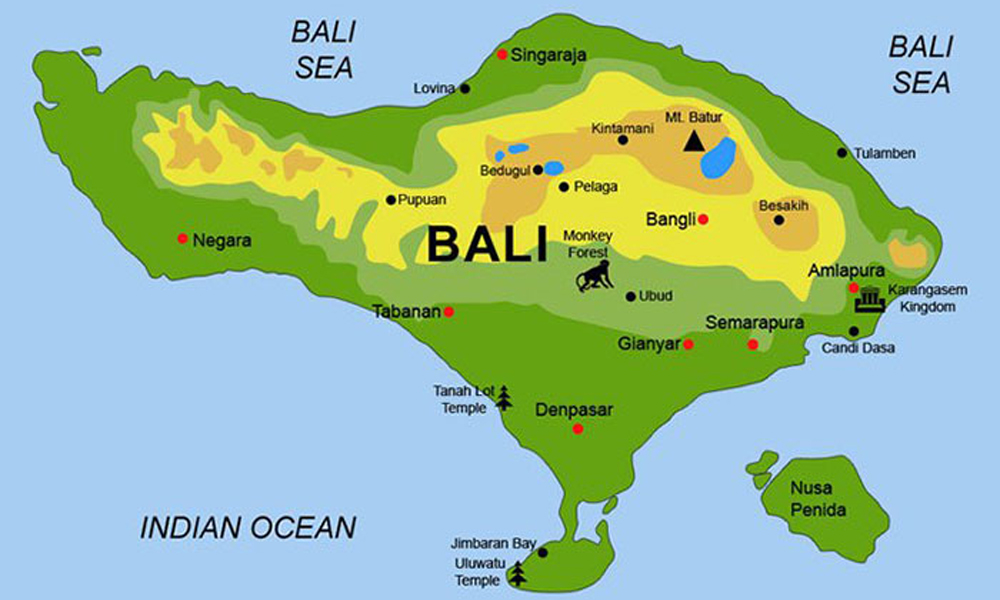 BALI
SEA
BALI
SEA
Singaraja
Lovina
Mt. Batur
Kintamani
Tulamben
Bedugul
Pelaga
Pupuan
Besakih
Bangli
Negara
BALI
Monkey
Forest
Amlapura
Karangasem
Kingdom
Ubud
Tabanan
Semarapura
Gianyar
Candi Dasa
Tanah Lot
Temple
Denpasar
Nusa
Penida
INDIAN OCEAN
Jimbaran Bay
Uluwatu
Temple